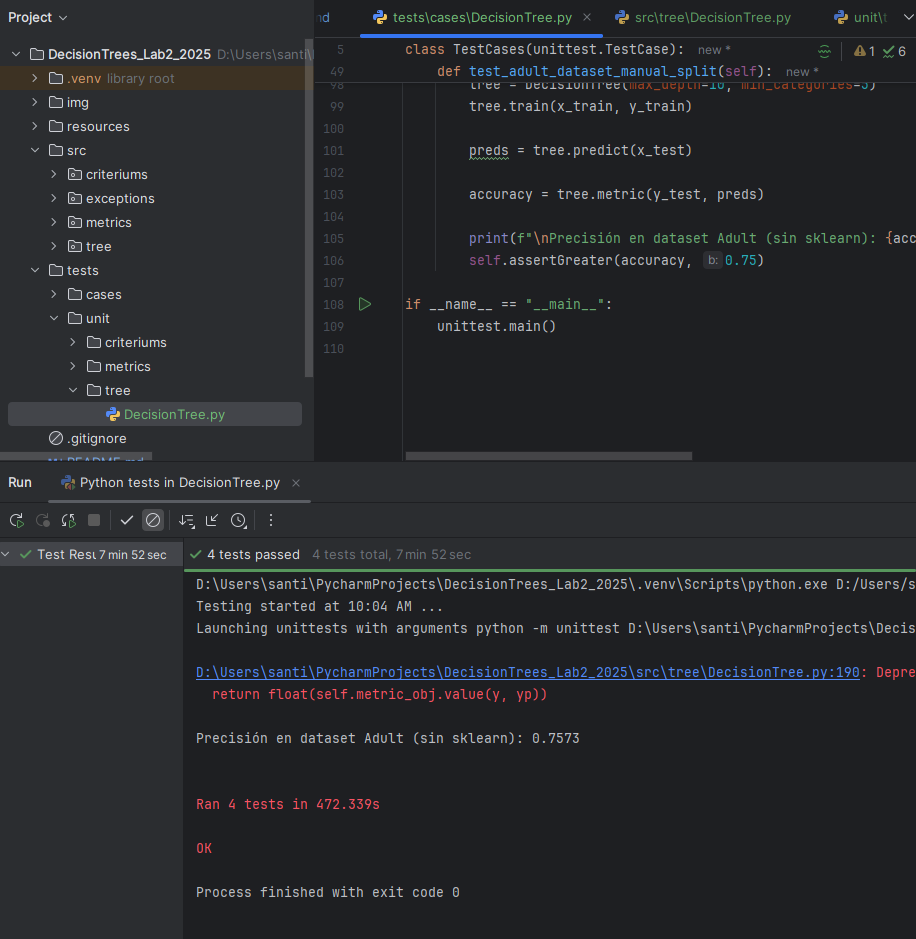 Project
nd
tests\cases\DecisionTree.py
src\tree\DecisionTree.py
unit\t
DecisionTrees_Lab2_2025 D:\Users\santi\
.venv library root
img
resources
src
criteriums
exceptions
metrics
tree
tests
cases
unit
criteriums
metrics
tree
DecisionTree.py
.gitignore
README.md
5 class TestCases(unittest.TestCase): new *
1 6
49 def test_adult_dataset_manual_split(self): new *
98 tree = DecisionTree(max_depth=10, min_categories=5)
99 tree.train(x_train, y_train)
100
101 preds = tree.predict(x_test)
102
103 accuracy = tree.metric(y_test, preds)
104
105 print(f"\nPrecisión en dataset Adult (sin sklearn): {acc
106 self.assertGreater(accuracy, b: 0.75)
107
108 if __name__ == "__main__":
109 unittest.main()
110
Run
Python tests in DecisionTree.py
Test Resu 7 min 52 sec
4 tests passed 4 tests total, 7 min 52 sec
D:\Users\santi\PycharmProjects\DecisionTrees_Lab2_2025\.venv\Scripts\python.exe D:/Users/s
Testing started at 10:04 AM ...
Launching unittests with arguments python -m unittest D:\Users\santi\PycharmProjects\Decis
D:\Users\santi\PycharmProjects\DecisionTrees_Lab2_2025\src\tree\DecisionTree.py:190: Depre
return float(self.metric_obj.value(y, yp))
Precisión en dataset Adult (sin sklearn): 0.7573
Ran 4 tests in 472.339s
OK
Process finished with exit code 0